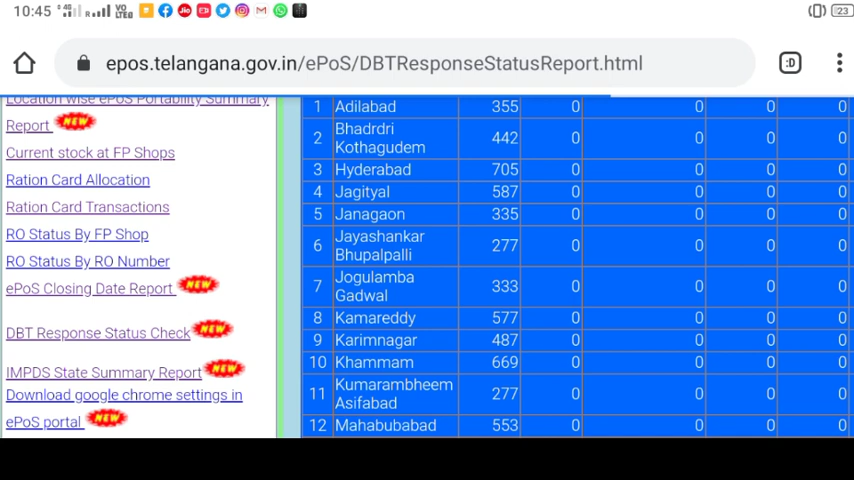 10:45 4G R VO LTE 23
epos.telangana.gov.in/ePoS/DBTResponseStatusReport.html :D
Location wise ePoS Portability Summary
Report NEW
Current stock at FP Shops
Ration Card Allocation
Ration Card Transactions
RO Status By FP Shop
RO Status By RO Number
ePoS Closing Date Report NEW
DBT Response Status Check NEW
IMPDS State Summary Report NEW
Download google chrome settings in
ePoS portal NEW
1 Adilabad 355 0 0 0 0
2 Bhadrdri
Kothagudem 442 0 0 0 0
3 Hyderabad 705 0 0 0 0
4 Jagityal 587 0 0 0 0
5 Janagaon 335 0 0 0 0
6 Jayashankar
Bhupalpalli 277 0 0 0 0
7 Jogulamba
Gadwal 333 0 0 0 0
8 Kamareddy 577 0 0 0 0
9 Karimnagar 487 0 0 0 0
10 Khammam 669 0 0 0 0
11 Kumarambheem
Asifabad 277 0 0 0 0
12 Mahabubabad 553 0 0 0 0